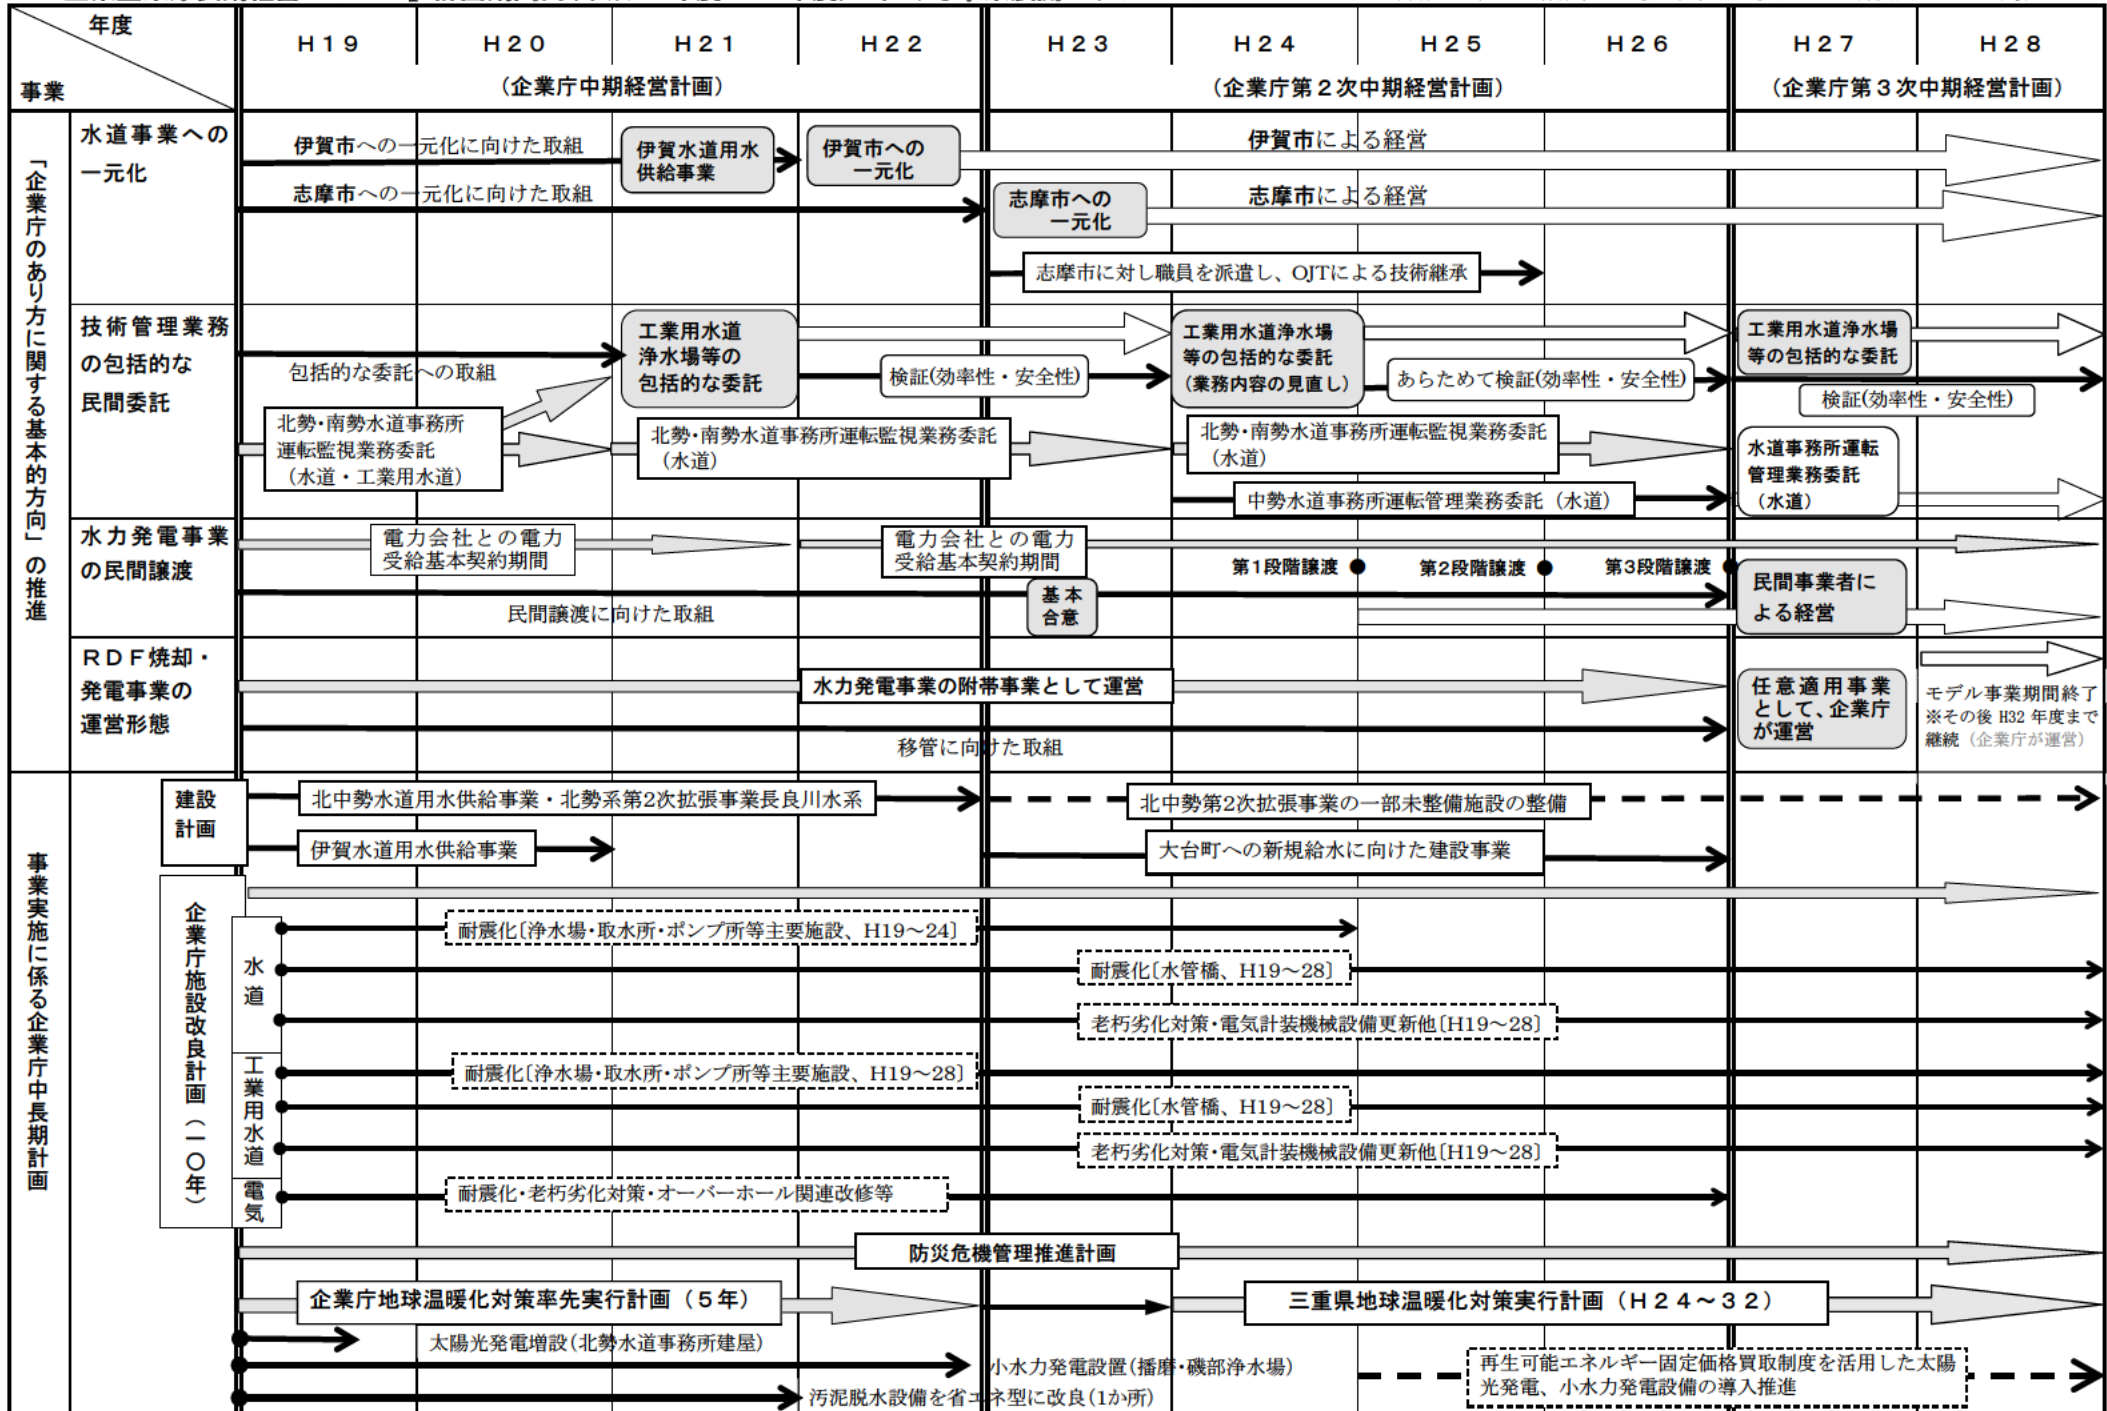 年度
事業
H19
H20
H21
H22
H23
H24
H25
H26
H27
H28
(企業庁中期経営計画)
(企業庁第2次中期経営計画)
(企業庁第3次中期経営計画)
「企業庁のあり方に関する基本的方向」の推進
水道事業への
一元化
伊賀市への一元化に向けた取組
伊賀水道用水
供給事業
伊賀市への
一元化
伊賀市による経営
志摩市への一元化に向けた取組
志摩市への
一元化
志摩市による経営
志摩市に対し職員を派遣し、OJTによる技術継承
技術管理業務
の包括的な
民間委託
包括的な委託への取組
工業用水道
浄水場等の
包括的な委託
検証(効率性・安全性)
工業用水道浄水場
等の包括的な委託
(業務内容の見直し)
あらためて検証(効率性・安全性)
工業用水道浄水場
等の包括的な委託
検証(効率性・安全性)
北勢・南勢水道事務所
運転監視業務委託
(水道・工業用水道)
北勢・南勢水道事務所運転監視業務委託
(水道)
北勢・南勢水道事務所運転監視業務委託
(水道)
中勢水道事務所運転管理業務委託(水道)
水道事務所運転
管理業務委託
(水道)
水力発電事業
の民間譲渡
電力会社との電力
受給基本契約期間
電力会社との電力
受給基本契約期間
第1段階譲渡
第2段階譲渡
第3段階譲渡
民間譲渡に向けた取組
基本
合意
民間事業者に
よる経営
RDF焼却・
発電事業の
運営形態
水力発電事業の附帯事業として運営
移管に向けた取組
任意適用事業
として、企業庁
が運営
モデル事業期間終了
※その後 H32 年度まで
継続(企業庁が運営)
事業実施に係る企業庁中長期計画
建設
計画
北中勢水道用水供給事業・北勢系第2次拡張事業長良川水系
北中勢第2次拡張事業の一部未整備施設の整備
伊賀水道用水供給事業
大台町への新規給水に向けた建設事業
企業庁施設改良計画(一〇年)
水道
耐震化〔浄水場・取水所・ポンプ所等主要施設、H19～24〕
耐震化〔水管橋、H19～28〕
老朽劣化対策・電気計装機械設備更新他〔H19～28〕
工業用水道
耐震化〔浄水場・取水所・ポンプ所等主要施設、H19～28〕
耐震化〔水管橋、H19～28〕
老朽劣化対策・電気計装機械設備更新他〔H19～28〕
電気
耐震化・老朽劣化対策・オーバーホール関連改修等
防災危機管理推進計画
企業庁地球温暖化対策率先実行計画(5年)
三重県地球温暖化対策実行計画(H24～32)
太陽光発電増設(北勢水道事務所建屋)
小水力発電設置(播磨・磯部浄水場)
汚泥脱水設備を省エネ型に改良(1か所)
再生可能エネルギー固定価格買取制度を活用した太陽
光発電、小水力発電設備の導入推進